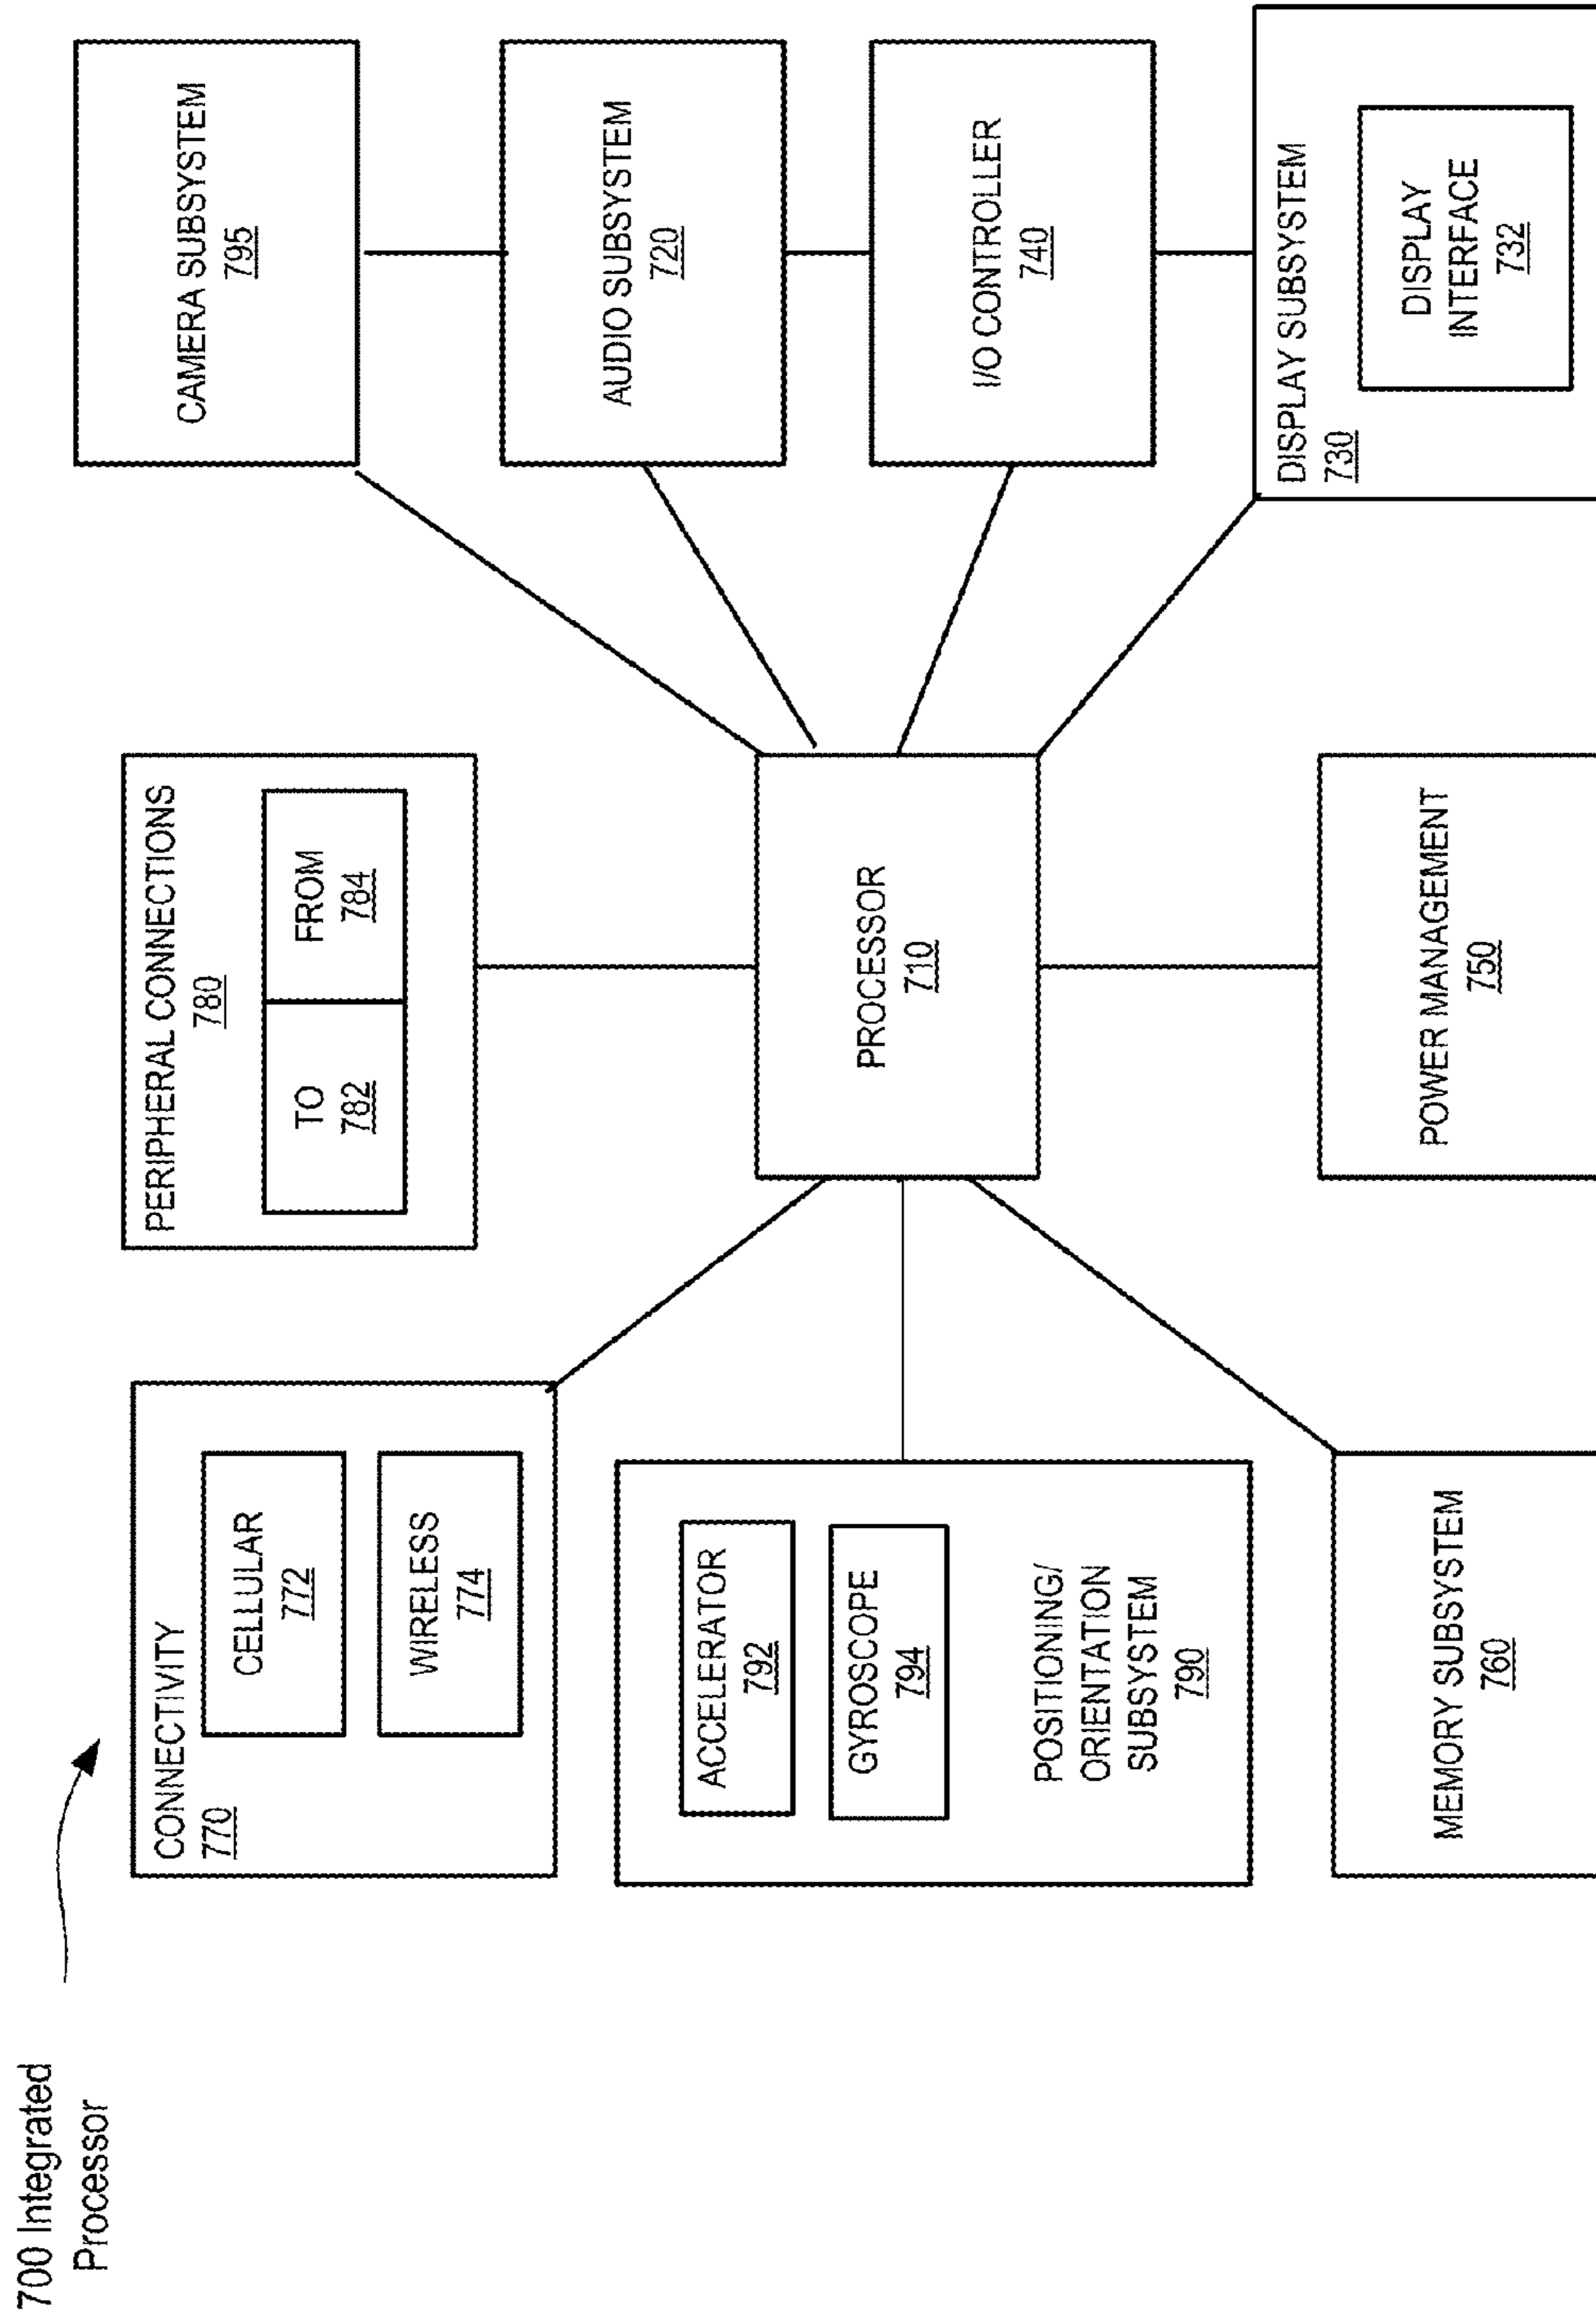 700 Integrated
Processor
CONNECTIVITY
770
CELLULAR
772
WIRELESS
774
PERIPHERAL CONNECTIONS
780
TO
782
FROM
784
CAMERA SUBSYSTEM
795
AUDIO SUBSYSTEM
720
ACCELERATOR
792
GYROSCOPE
794
POSITIONING/
ORIENTATION
SUBSYSTEM
790
PROCESSOR
710
I/O CONTROLLER
740
MEMORY SUBSYSTEM
760
POWER MANAGEMENT
750
DISPLAY SUBSYSTEM
730
DISPLAY
INTERFACE
732